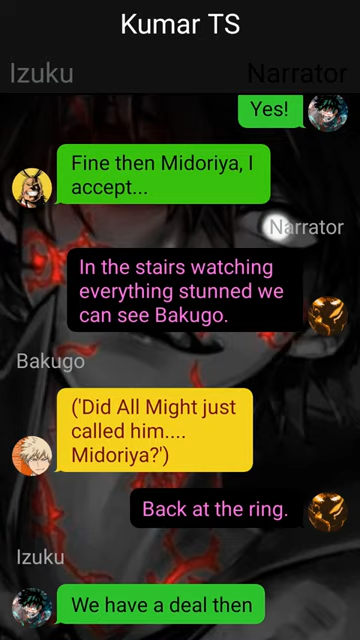 Kumar TS
Izuku
Narrator
Yes!
Fine then Midoriya, I
accept...
Narrator
In the stairs watching
everything stunned we
can see Bakugo.
Bakugo
('Did All Might just
called him....
Midoriya?')
Back at the ring.
Izuku
We have a deal then